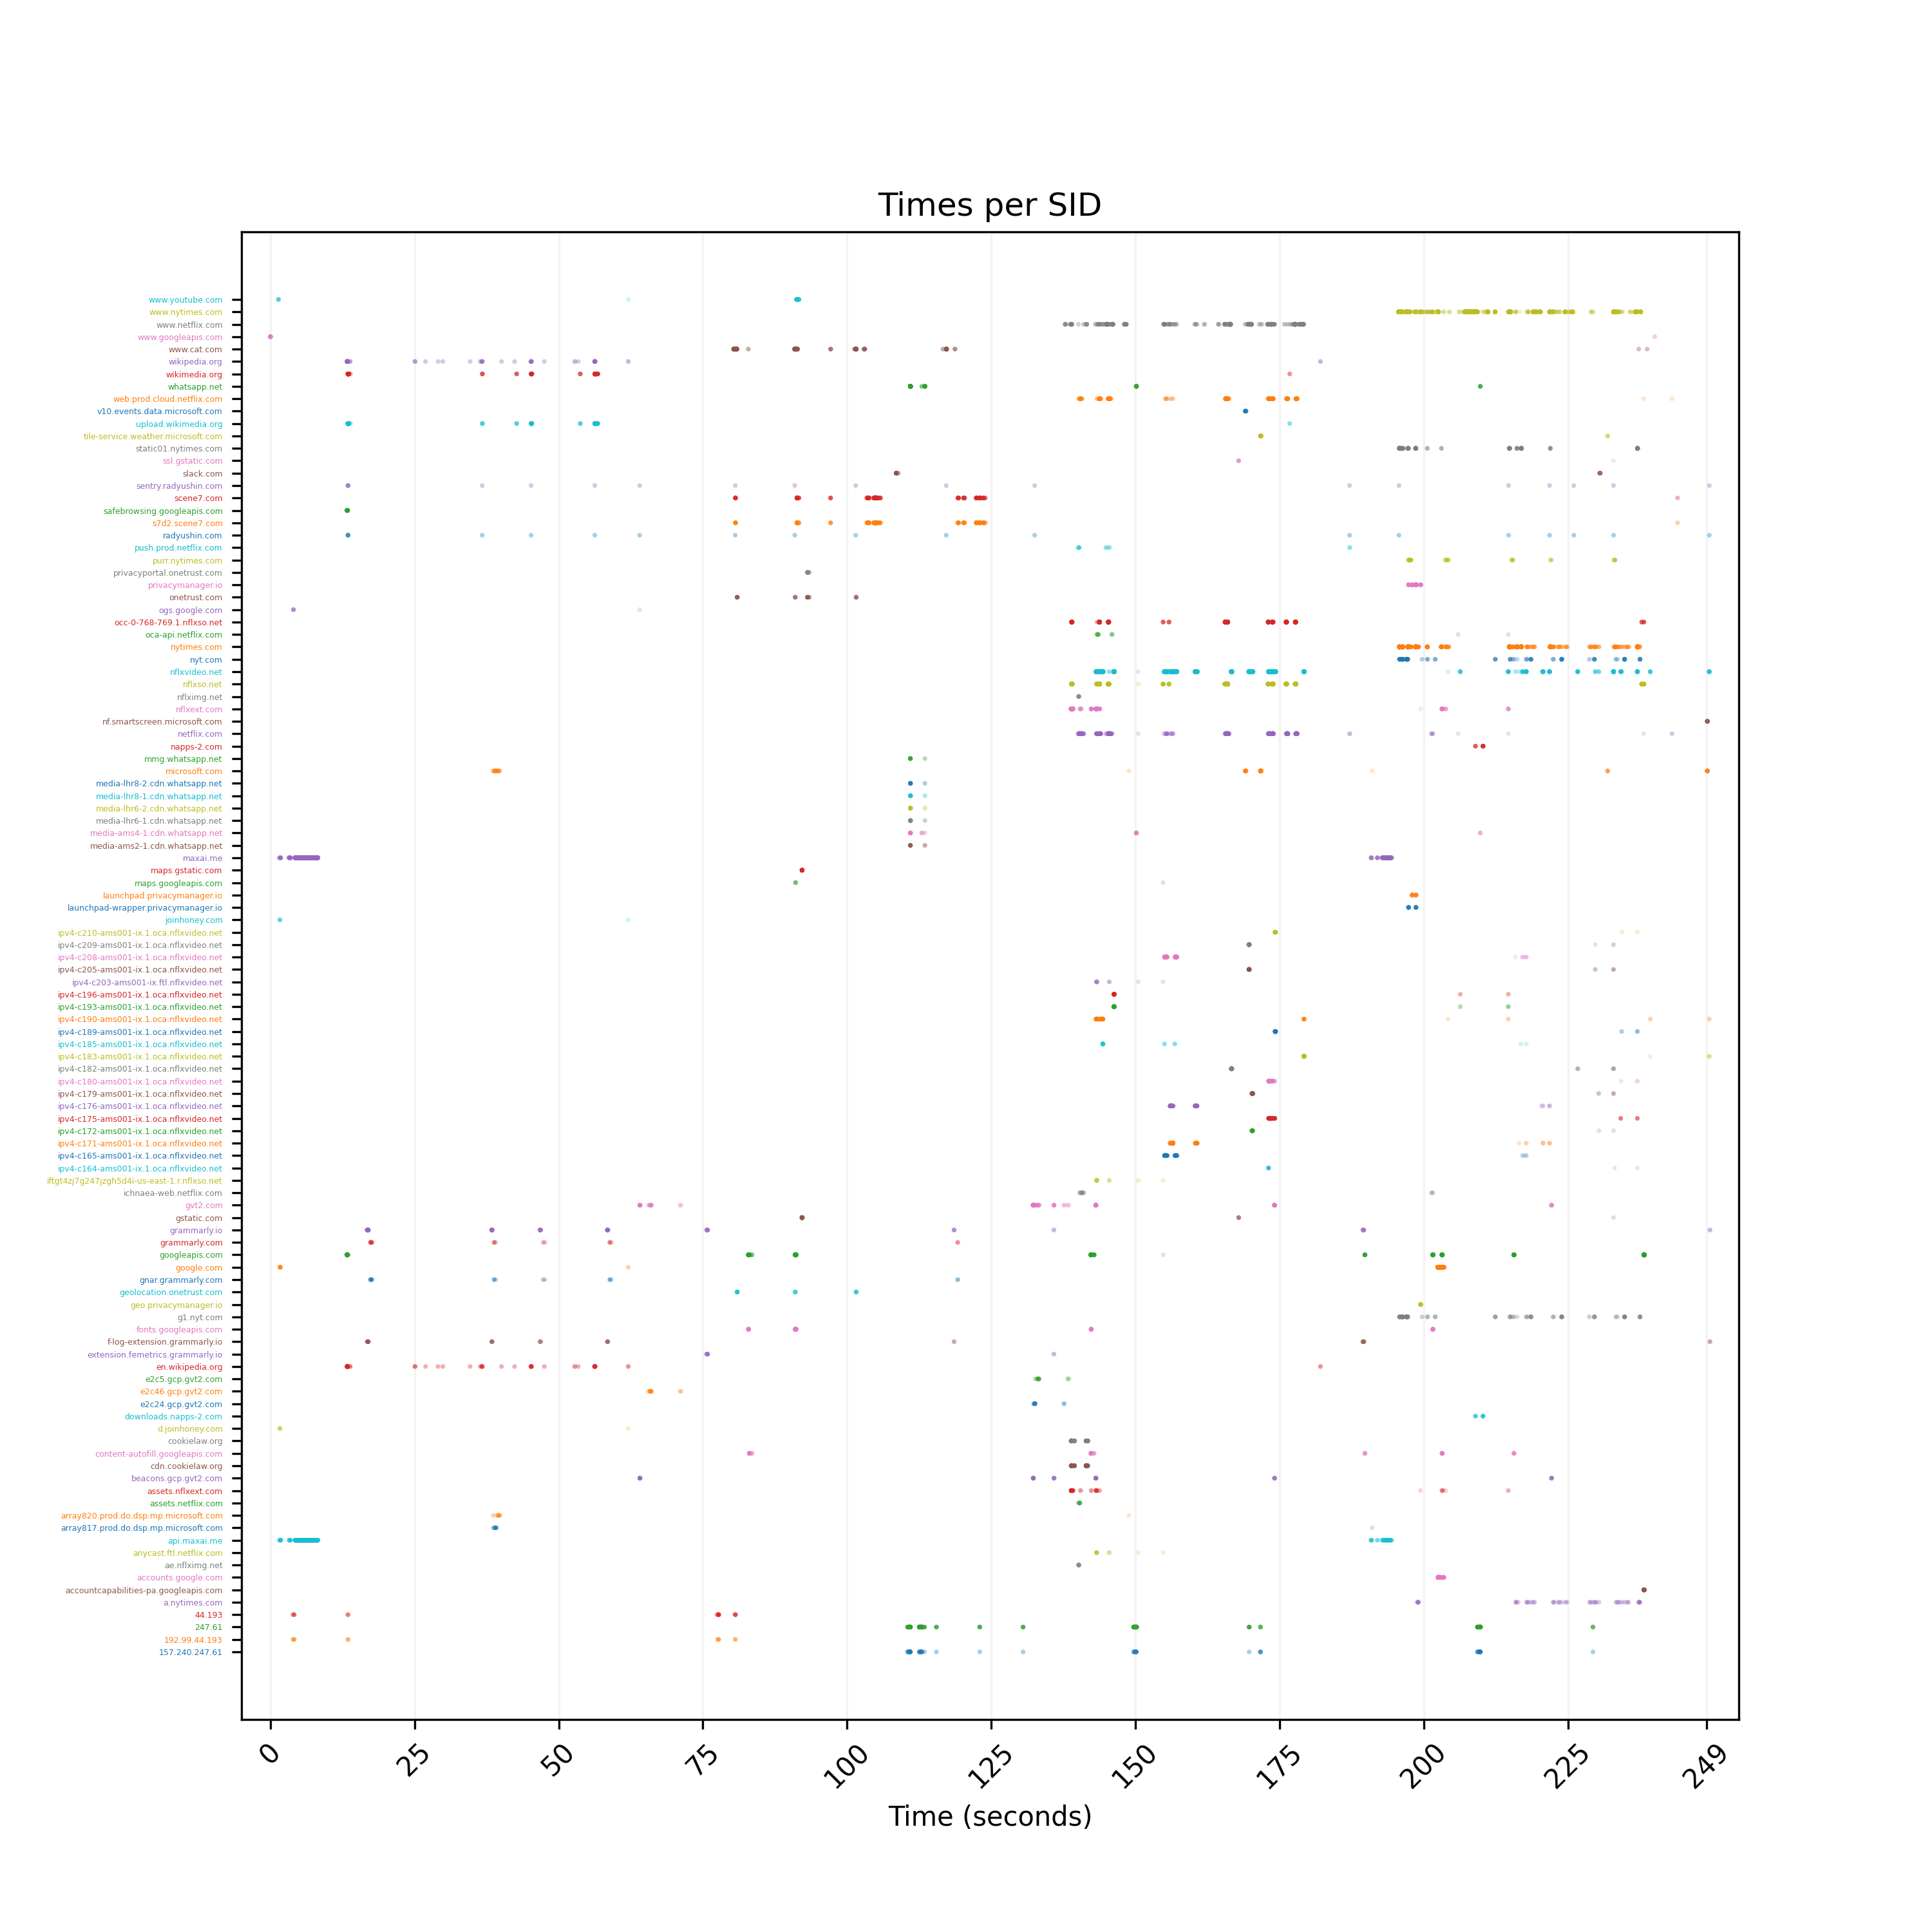 Times per SID
www.youtube.com
www.nytimes.com
www.netflix.com
www.googleapis.com
www.cat.com
wikipedia.org
wikimedia.org
whatsapp.net
web.prod.cloud.netflix.com
v10.events.data.microsoft.com
upload.wikimedia.org
tile-service.weather.microsoft.com
static01.nytimes.com
ssl.gstatic.com
slack.com
sentry.radyushin.com
scene7.com
safebrowsing.googleapis.com
s7d2.scene7.com
radyushin.com
push.prod.netflix.com
purr.nytimes.com
privacyportal.onetrust.com
privacymanager.io
onetrust.com
ogs.google.com
occ-0-768-769.1.nflxso.net
oca-api.netflix.com
nytimes.com
nyt.com
nflxvideo.net
nflxso.net
nflximg.net
nflxext.com
nf.smartscreen.microsoft.com
netflix.com
napps-2.com
mmg.whatsapp.net
microsoft.com
media-lhr8-2.cdn.whatsapp.net
media-lhr8-1.cdn.whatsapp.net
media-lhr6-2.cdn.whatsapp.net
media-lhr6-1.cdn.whatsapp.net
media-ams4-1.cdn.whatsapp.net
media-ams2-1.cdn.whatsapp.net
maxai.me
maps.gstatic.com
maps.googleapis.com
launchpad.privacymanager.io
launchpad-wrapper.privacymanager.io
joinhoney.com
ipv4-c210-ams001-ix.1.oca.nflxvideo.net
ipv4-c209-ams001-ix.1.oca.nflxvideo.net
ipv4-c208-ams001-ix.1.oca.nflxvideo.net
ipv4-c205-ams001-ix.1.oca.nflxvideo.net
ipv4-c203-ams001-ix.ftl.nflxvideo.net
ipv4-c196-ams001-ix.1.oca.nflxvideo.net
ipv4-c193-ams001-ix.1.oca.nflxvideo.net
ipv4-c190-ams001-ix.1.oca.nflxvideo.net
ipv4-c189-ams001-ix.1.oca.nflxvideo.net
ipv4-c185-ams001-ix.1.oca.nflxvideo.net
ipv4-c183-ams001-ix.1.oca.nflxvideo.net
ipv4-c182-ams001-ix.1.oca.nflxvideo.net
ipv4-c180-ams001-ix.1.oca.nflxvideo.net
ipv4-c179-ams001-ix.1.oca.nflxvideo.net
ipv4-c176-ams001-ix.1.oca.nflxvideo.net
ipv4-c175-ams001-ix.1.oca.nflxvideo.net
ipv4-c172-ams001-ix.1.oca.nflxvideo.net
ipv4-c171-ams001-ix.1.oca.nflxvideo.net
ipv4-c165-ams001-ix.1.oca.nflxvideo.net
ipv4-c164-ams001-ix.1.oca.nflxvideo.net
iftgt4zj7g247jzgh5d4i-us-east-1.r.nflxso.net
ichnaea-web.netflix.com
gvt2.com
gstatic.com
grammarly.io
grammarly.com
googleapis.com
google.com
gnar.grammarly.com
geolocation.onetrust.com
geo.privacymanager.io
g1.nyt.com
fonts.googleapis.com
f-log-extension.grammarly.io
extension.femetrics.grammarly.io
en.wikipedia.org
e2c5.gcp.gvt2.com
e2c46.gcp.gvt2.com
e2c24.gcp.gvt2.com
downloads.napps-2.com
d.joinhoney.com
cookielaw.org
content-autofill.googleapis.com
cdn.cookielaw.org
beacons.gcp.gvt2.com
assets.nflxext.com
assets.netflix.com
array820.prod.do.dsp.mp.microsoft.com
array817.prod.do.dsp.mp.microsoft.com
api.maxai.me
anycast.ftl.netflix.com
ae.nflximg.net
accounts.google.com
accountcapabilities-pa.googleapis.com
a.nytimes.com
44.193
247.61
192.99.44.193
157.240.247.61
0 25 50 75 100 125 150 175 200 225 249
Time (seconds)